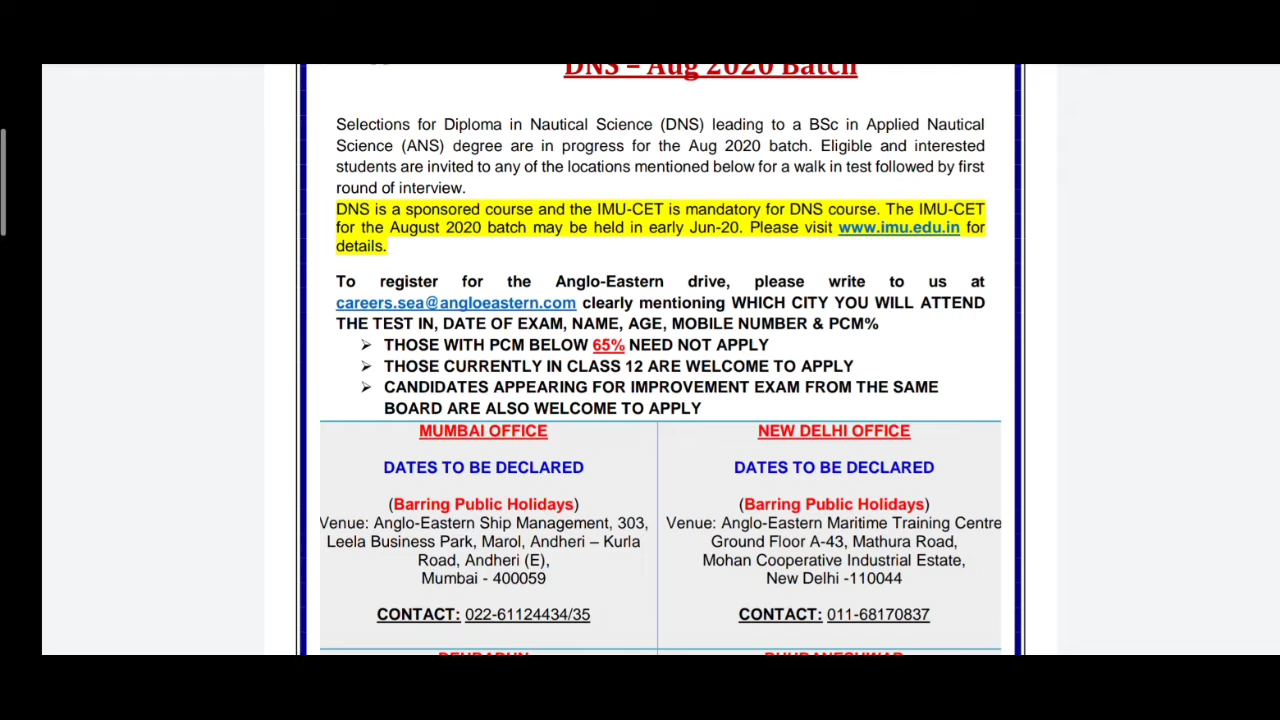 DNS – Aug 2020 Batch
Selections for Diploma in Nautical Science (DNS) leading to a BSc in Applied Nautical
Science (ANS) degree are in progress for the Aug 2020 batch. Eligible and interested
students are invited to any of the locations mentioned below for a walk in test followed by first
round of interview.
DNS is a sponsored course and the IMU-CET is mandatory for DNS course. The IMU-CET
for the August 2020 batch may be held in early Jun-20. Please visit www.imu.edu.in for
details.
To register for the Anglo-Eastern drive, please write to us at
careers.sea@angloeastern.com clearly mentioning WHICH CITY YOU WILL ATTEND
THE TEST IN, DATE OF EXAM, NAME, AGE, MOBILE NUMBER & PCM%
➢ THOSE WITH PCM BELOW 65% NEED NOT APPLY
➢ THOSE CURRENTLY IN CLASS 12 ARE WELCOME TO APPLY
➢ CANDIDATES APPEARING FOR IMPROVEMENT EXAM FROM THE SAME
BOARD ARE ALSO WELCOME TO APPLY
MUMBAI OFFICE
DATES TO BE DECLARED
(Barring Public Holidays)
Venue: Anglo-Eastern Ship Management, 303,
Leela Business Park, Marol, Andheri – Kurla
Road, Andheri (E),
Mumbai - 400059
CONTACT: 022-61124434/35
NEW DELHI OFFICE
DATES TO BE DECLARED
(Barring Public Holidays)
Venue: Anglo-Eastern Maritime Training Centre
Ground Floor A-43, Mathura Road,
Mohan Cooperative Industrial Estate,
New Delhi -110044
CONTACT: 011-68170837
DEHRADUN
BHUBANESHWAR